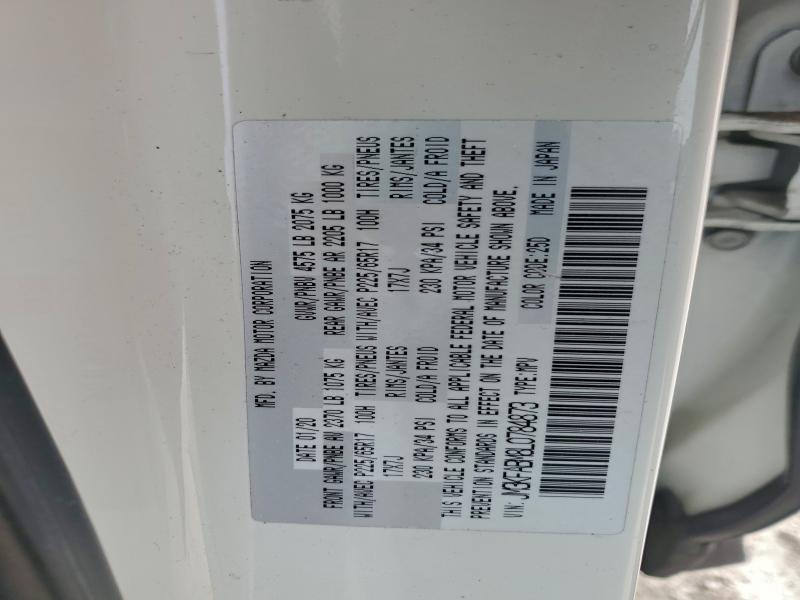 MFD. BY MAZDA MOTOR CORPORATION
DATE 01/20 GVWR/PNBV 4575 LB 2075 KG
FRONT GAWR/PNBE AV 2370 LB 1075 KG REAR GAWR/PNBE AR 2205 LB 1000 KG
WITH/AVEC P225/65R17 100H TIRES/PNEUS WITH/AVEC P225/65R17 100H TIRES/PNEUS
17X7J RIMS/JANTES 17X7J RIMS/JANTES
230 KPA/34 PSI COLD/A FROID 230 KPA/34 PSI COLD/A FROID
THIS VEHICLE CONFORMS TO ALL APPLICABLE FEDERAL MOTOR VEHICLE SAFETY AND THEFT
PREVENTION STANDARDS IN EFFECT ON THE DATE OF MANUFACTURE SHOWN ABOVE.
VIN: TYPE:MPV COLOR CODE:25D MADE IN JAPAN